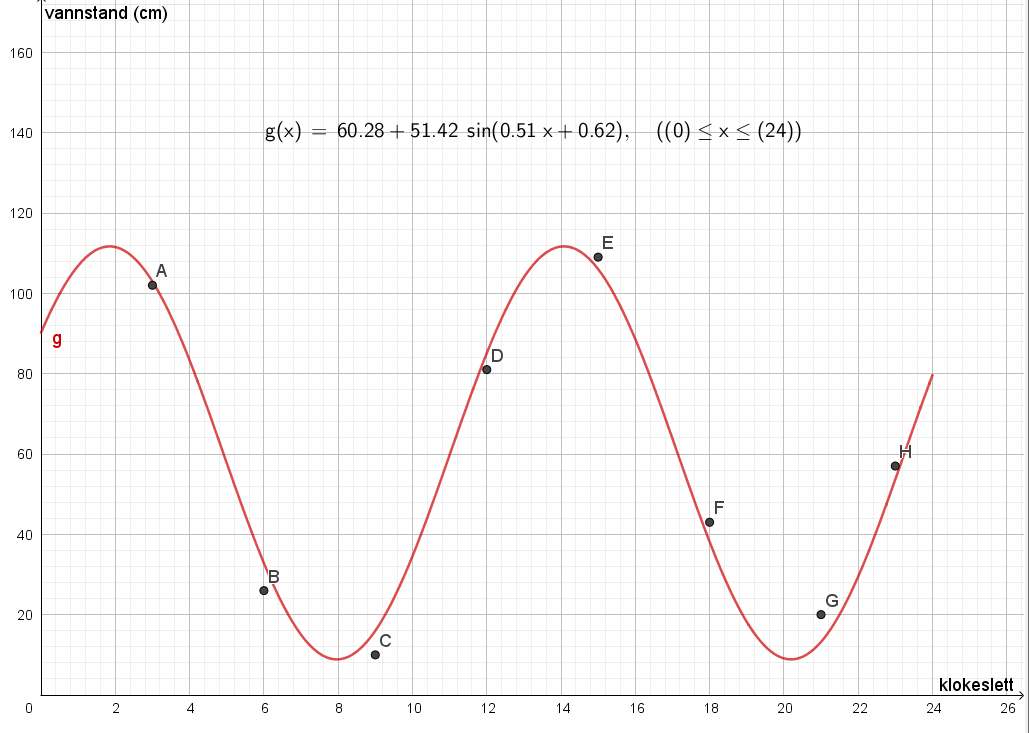 vannstand (cm)
160
g(x) = 60.28 + 51.42 sin(0.51 x + 0.62), ((0) ≤ x ≤ (24))
140
120
E
A
100
g
D
80
H
60
F
40
B
G
20
C
klokeslett
0 2 4 6 8 10 12 14 16 18 20 22 24 26